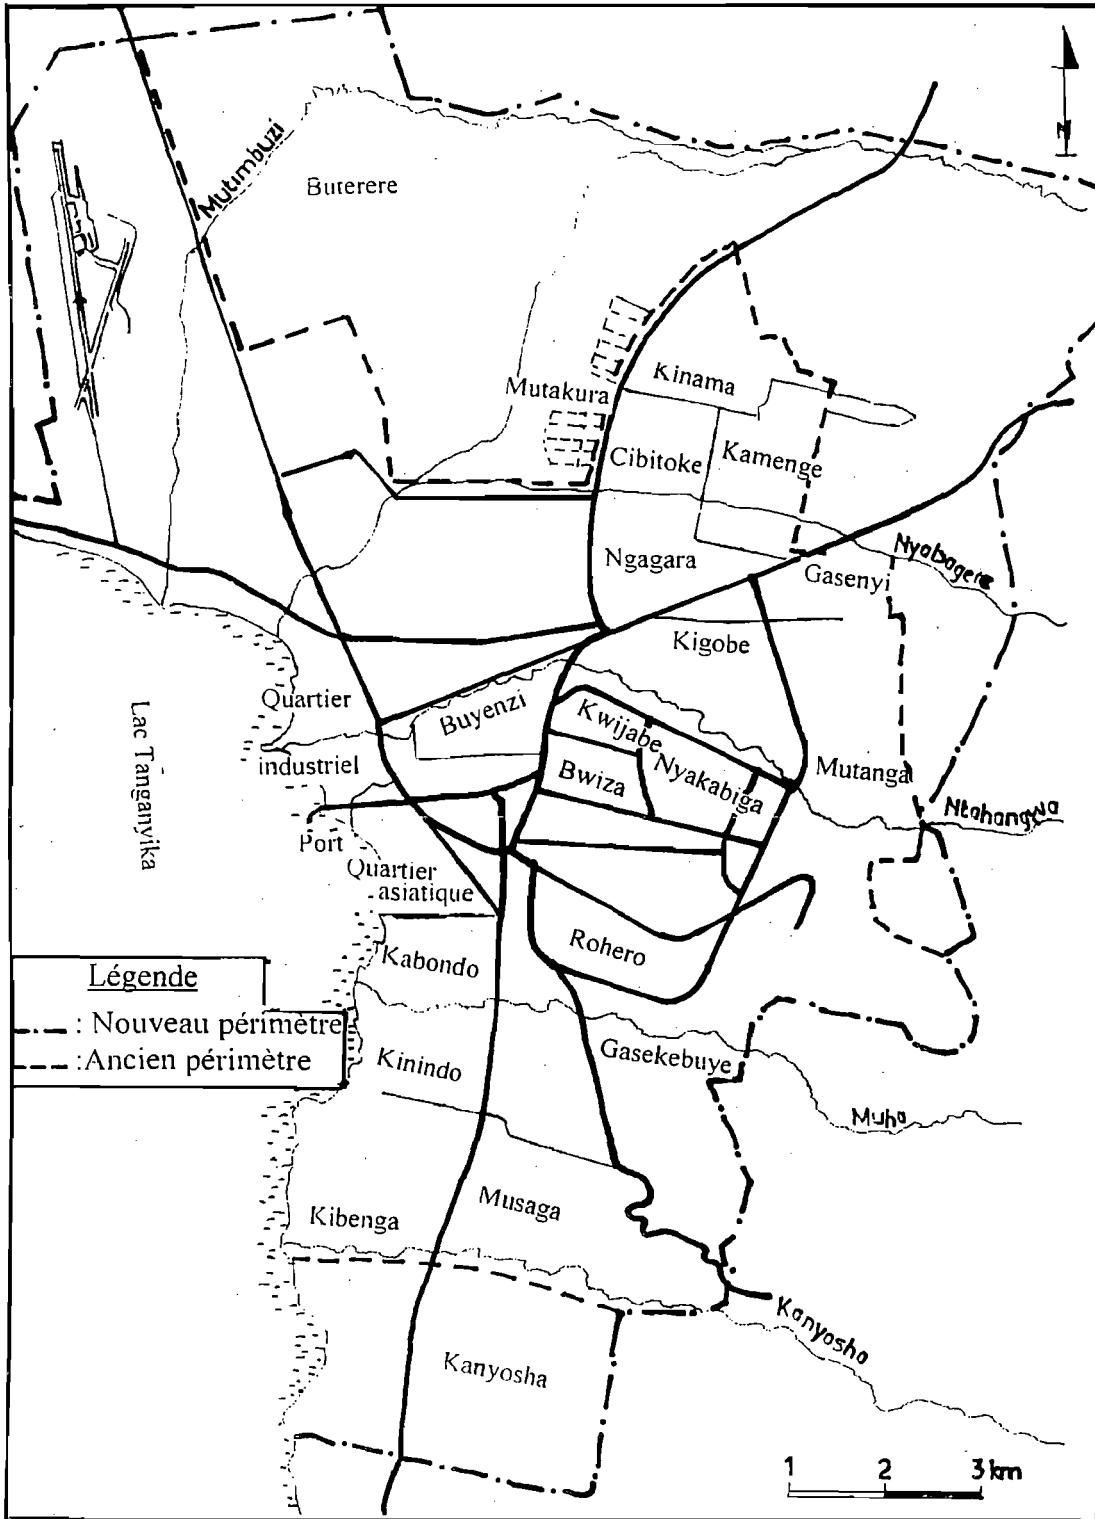 N
Mutimbuzi
Buterere
Mutakura
Kinama
Cibitoke
Kamenge
Ngagara
Gasenyi
Nyabagere
Kigobe
Quartier
industriel
Buyenzi
Kwijabe
Nyakabiga
Bwiza
Mutanga
Ntahangwa
Lac Tanganyika
Port
Quartier
asiatique
Rohero
Kabondo
Légende
: Nouveau périmètre
: Ancien périmètre
Kinindo
Gasekebuye
Muha
Kibenga
Musaga
Kanyosha
Kanyosha
1 2 3 km